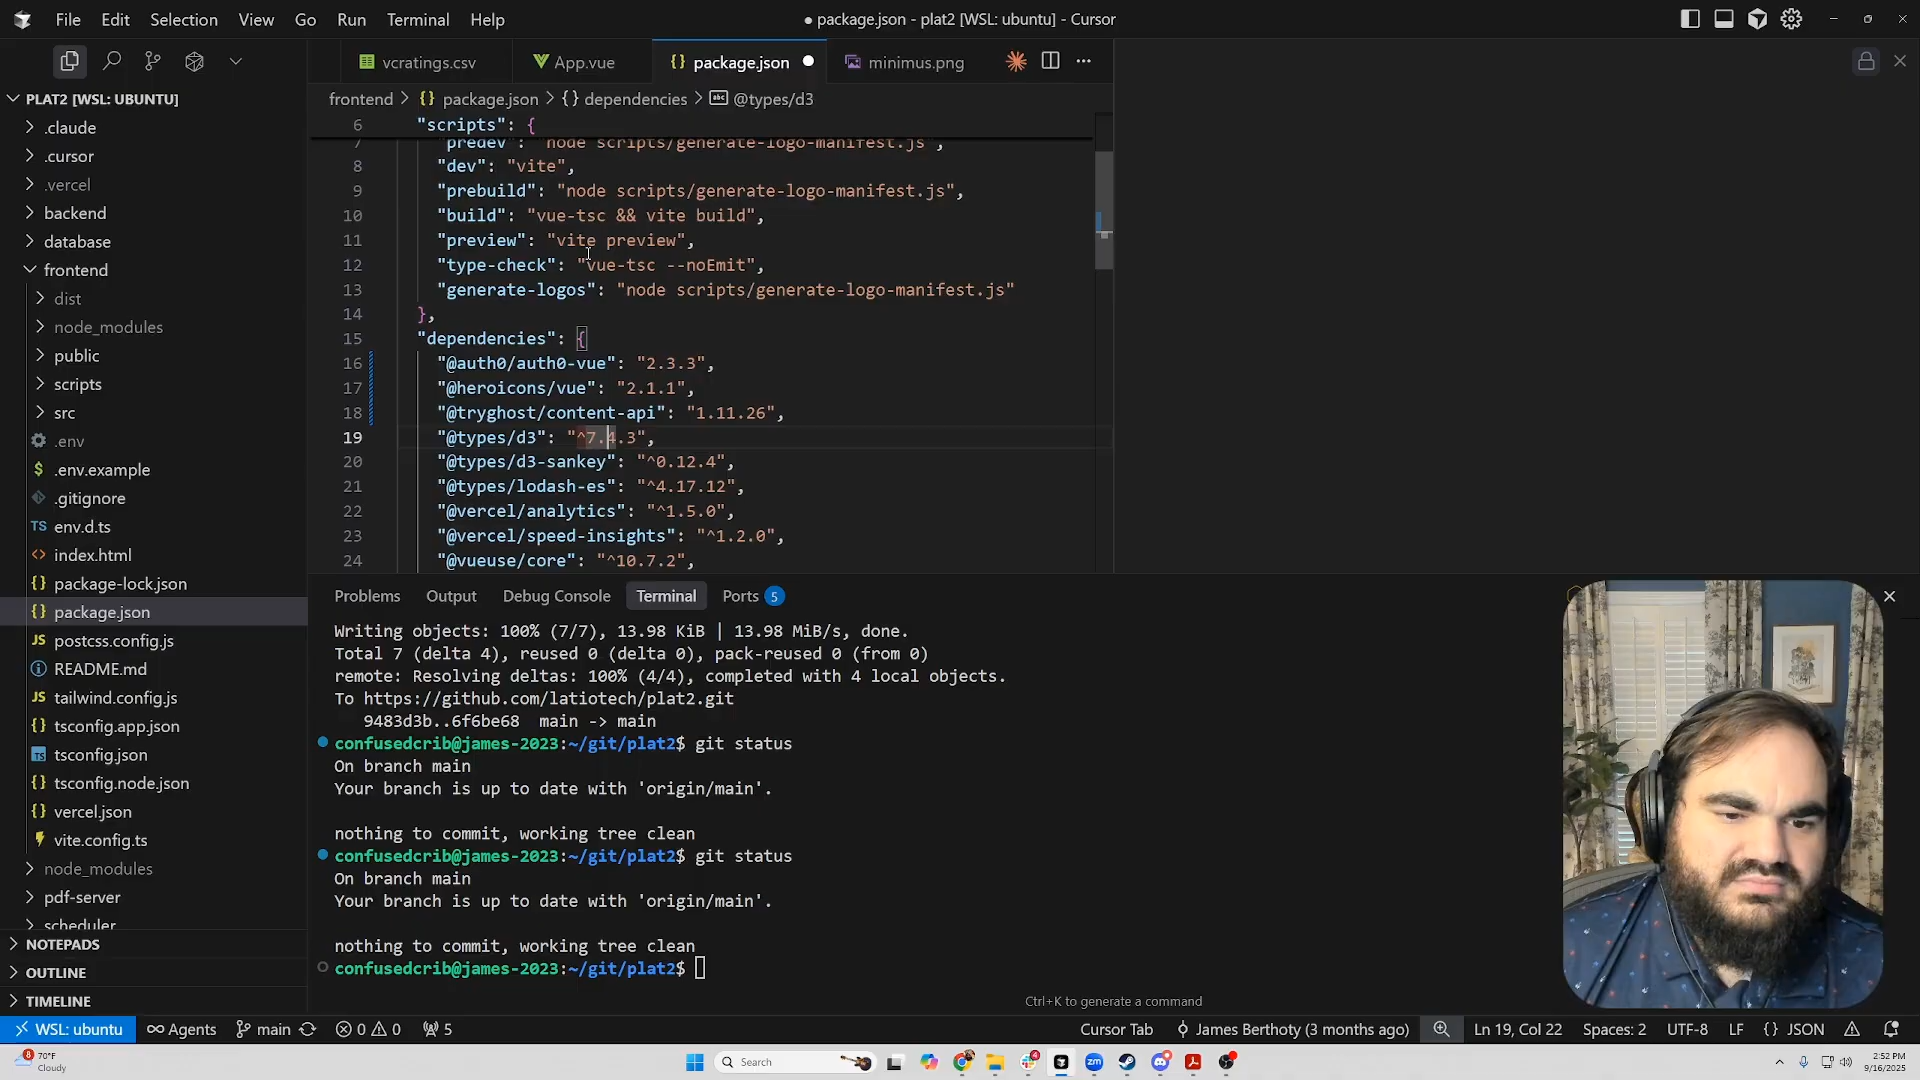 File Edit Selection View Go Run Terminal Help
● package.json - plat2 [WSL: ubuntu] - Cursor
vcratings.csv
App.vue
{} package.json
minimus.png
frontend > {} package.json > {} dependencies > abc @types/d3
PLAT2 [WSL: UBUNTU]
.claude
.cursor
.vercel
backend
database
frontend
dist
node_modules
public
scripts
src
.env
$ .env.example
.gitignore
TS env.d.ts
<> index.html
{} package-lock.json
{} package.json
JS postcss.config.js
README.md
JS tailwind.config.js
tsconfig.app.json
TS tsconfig.json
tsconfig.node.json
vercel.json
vite.config.ts
node_modules
pdf-server
scheduler
NOTEPADS
OUTLINE
TIMELINE
6 "scripts": {
7 "predev": "node scripts/generate-logo-manifest.js",
8 "dev": "vite",
9 "prebuild": "node scripts/generate-logo-manifest.js",
10 "build": "vue-tsc && vite build",
11 "preview": "vite preview",
12 "type-check": "vue-tsc --noEmit",
13 "generate-logos": "node scripts/generate-logo-manifest.js"
14 },
15 "dependencies": {
16 "@auth0/auth0-vue": "2.3.3",
17 "@heroicons/vue": "2.1.1",
18 "@tryghost/content-api": "1.11.26",
19 "@types/d3": "^7.4.3",
20 "@types/d3-sankey": "^0.12.4",
21 "@types/lodash-es": "^4.17.12",
22 "@vercel/analytics": "^1.5.0",
23 "@vercel/speed-insights": "^1.2.0",
24 "@vueuse/core": "^10.7.2",
Problems Output Debug Console Terminal Ports 5
Writing objects: 100% (7/7), 13.98 KiB | 13.98 MiB/s, done.
Total 7 (delta 4), reused 0 (delta 0), pack-reused 0 (from 0)
remote: Resolving deltas: 100% (4/4), completed with 4 local objects.
To https://github.com/latiotech/plat2.git
9483d3b..6f6be68 main -> main
confusedcrib@james-2023:~/git/plat2$ git status
On branch main
Your branch is up to date with 'origin/main'.
nothing to commit, working tree clean
confusedcrib@james-2023:~/git/plat2$ git status
On branch main
Your branch is up to date with 'origin/main'.
nothing to commit, working tree clean
confusedcrib@james-2023:~/git/plat2$
Ctrl+K to generate a command
WSL: ubuntu Agents main 0 0 5
Cursor Tab James Berthoty (3 months ago) Ln 19, Col 22 Spaces: 2 UTF-8 LF {} JSON
8 70°F
Cloudy
Search
2:52 PM
9/16/2025